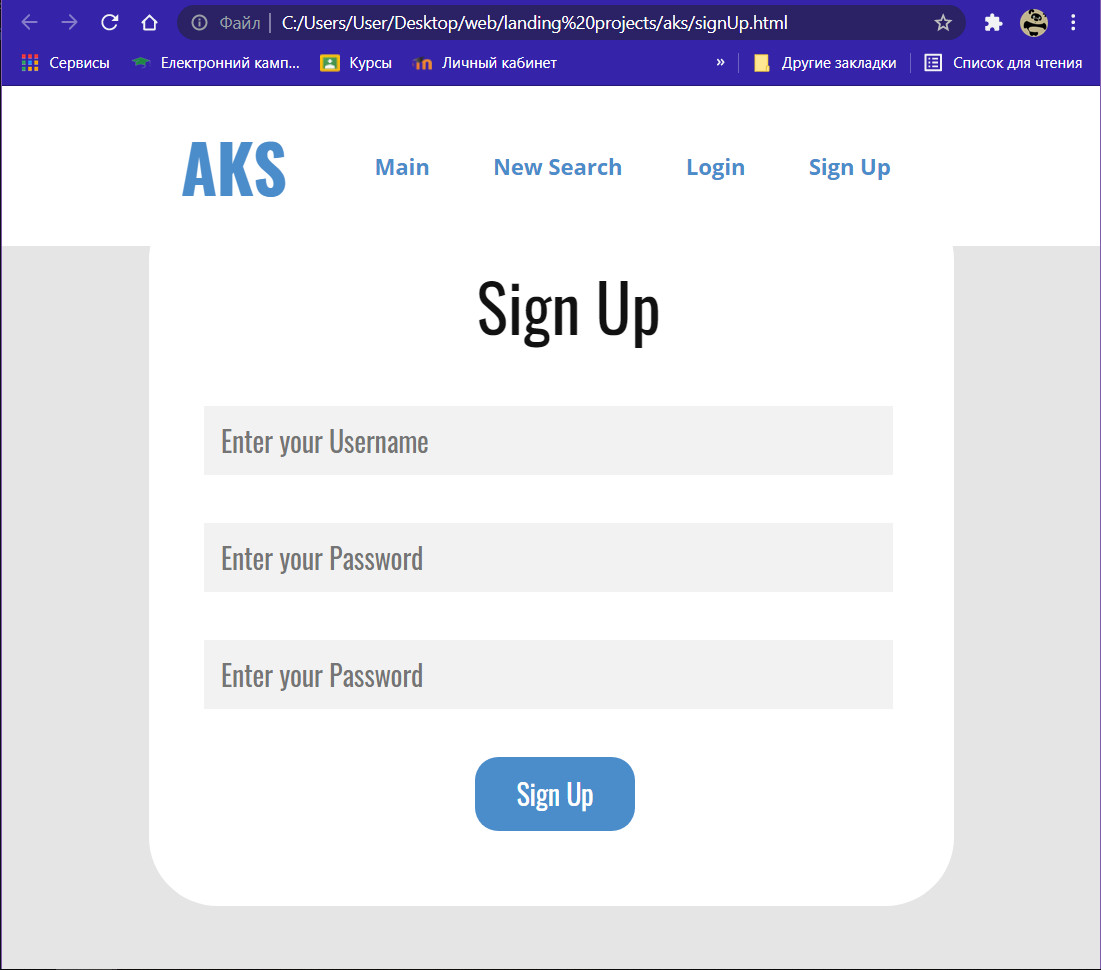 Файл C:/Users/User/Desktop/web/landing%20projects/aks/signUp.html
Сервисы Електронний камп... Курсы Личный кабинет » Другие закладки Список для чтения
AKS Main New Search Login Sign Up
Sign Up
Enter your Username
Enter your Password
Enter your Password
Sign Up